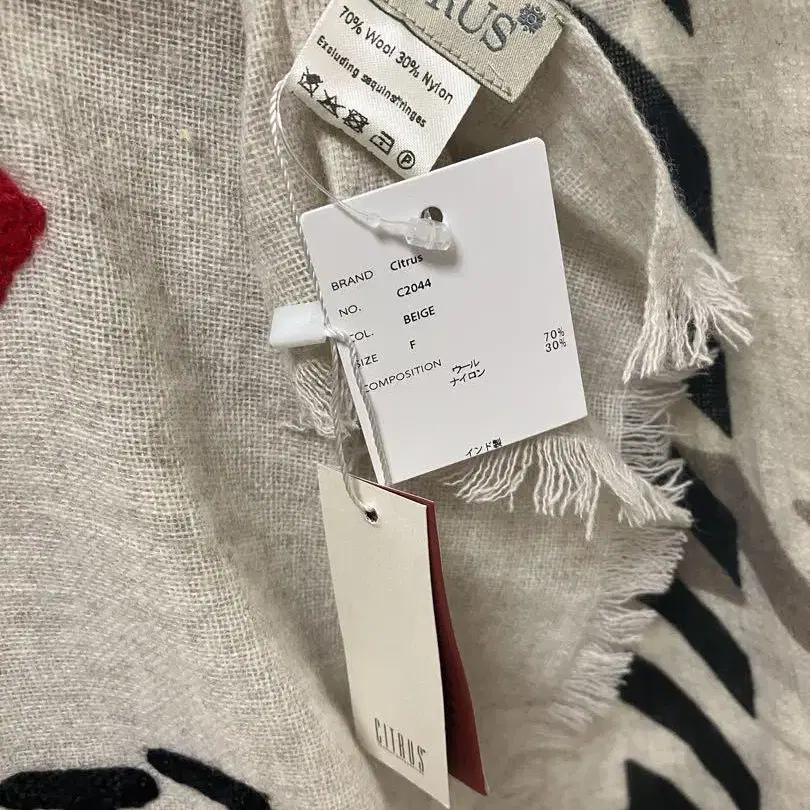 TRUS
70% Wool 30% Nylon
Excluding sequins/fringes
P
BRAND Citrus
NO. C2044
COL. BEIGE
SIZE F
COMPOSITION ウール 70%
ナイロン 30%
インド製
CITRUS